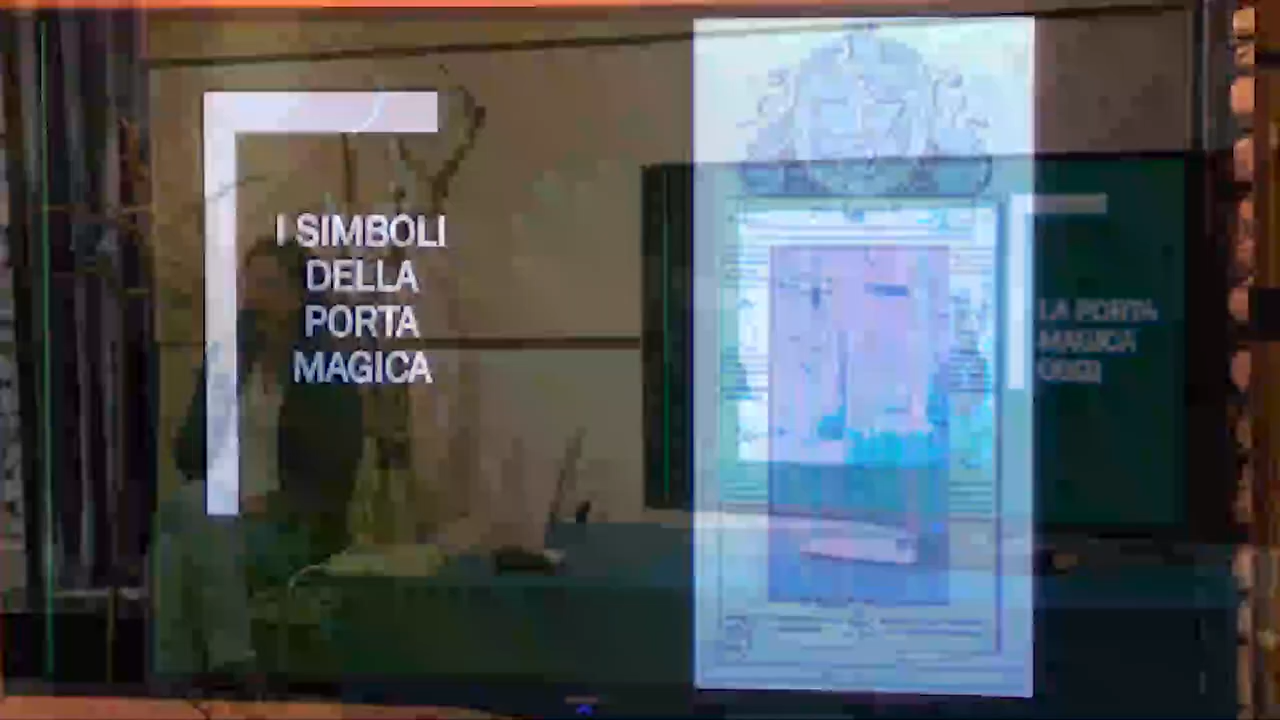 I SIMBOLI
DELLA
PORTA
MAGICA
LA PORTA
MAGICA
OGGI